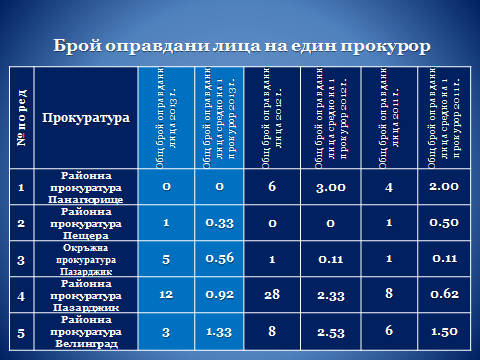 Брой оправдани лица на един прокурор
№ по ред
Прокуратура
Общ брой оправдани
лица 2013 г.
Общ брой оправдани
лица средно на 1
прокурор 2013г.
Общ брой оправдани
лица 2012 г.
Общ брой оправдани
лица средно на 1
прокурор 2012 г.
Общ брой оправдани
лица 2011 г.
Общ брой оправдани
лица средно на 1
прокурор 2011 г.
1
Районна
прокуратура
Панагюрище
0
0
6
3.00
4
2.00
2
Районна
прокуратура
Пещера
1
0.33
0
0
1
0.50
3
Окръжна
прокуратура
Пазарджик
5
0.56
1
0.11
1
0.11
4
Районна
прокуратура
Пазарджик
12
0.92
28
2.33
8
0.62
5
Районна
прокуратура
Велинград
3
1.33
8
2.53
6
1.50